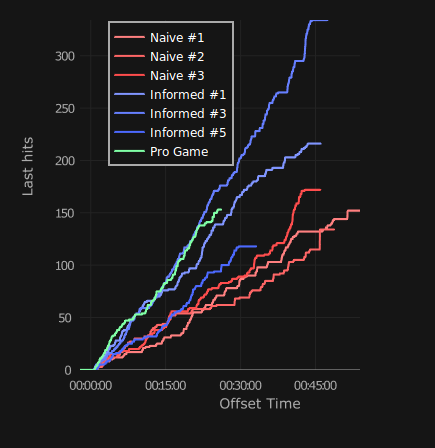 Naive #1
Naive #2
Naive #3
Informed #1
Informed #3
Informed #5
Pro Game
Last hits
300
250
200
150
100
50
0
00:00:00
00:15:00
00:30:00
00:45:00
Offset Time